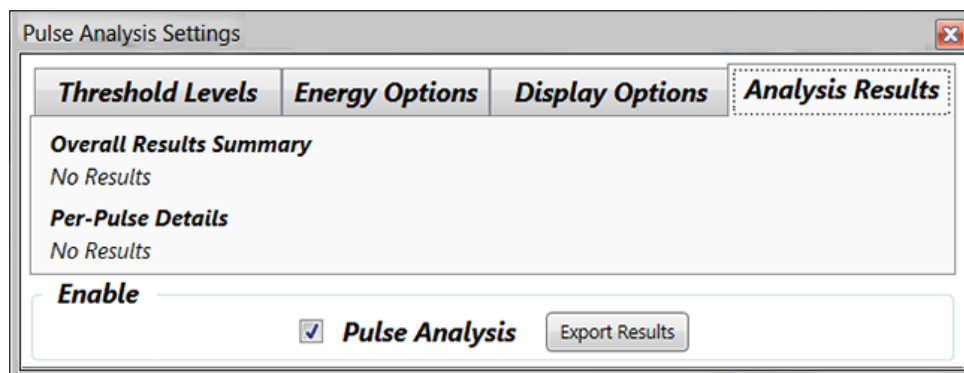 Pulse Analysis Settings
Threshold Levels Energy Options Display Options Analysis Results
Overall Results Summary
No Results
Per-Pulse Details
No Results
Enable
Pulse Analysis Export Results